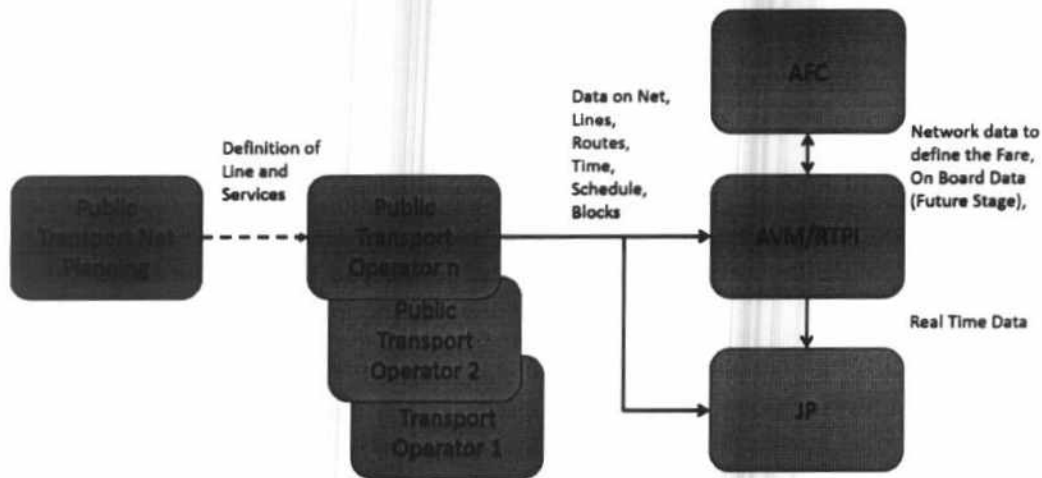 Public
Transport Net
Planning
Definition of
Line and
Services
Public
Transport
Operator n
Public
Transport
Operator 2
Transport
Operator 1
Data on Net,
Lines,
Routes,
Time,
Schedule,
Blocks
AFC
Network data to
define the Fare,
On Board Data
(Future Stage),
AVM/RTPI
Real Time Data
JP